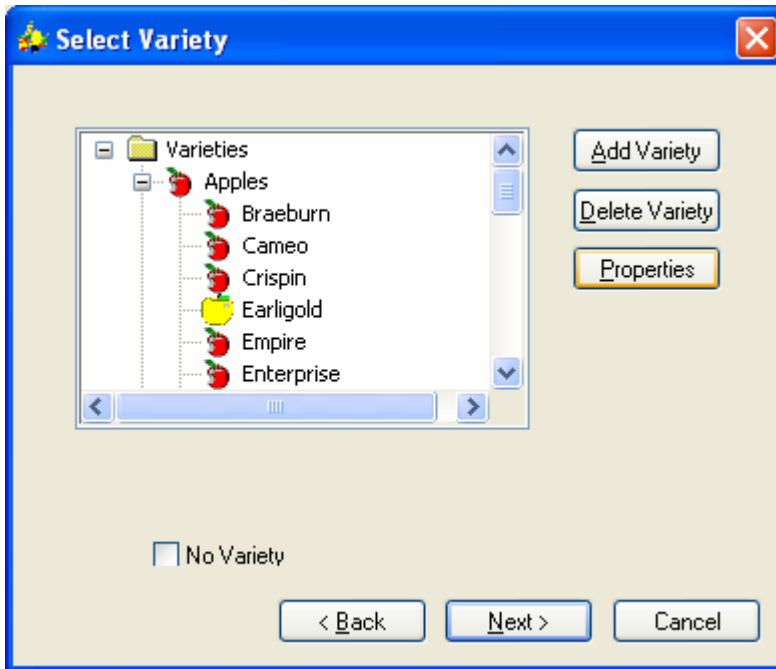 Select Variety
Varieties
Apples
Braeburn
Cameo
Crispin
Earligold
Empire
Enterprise
Add Variety
Delete Variety
Properties
No Variety
< Back
Next >
Cancel